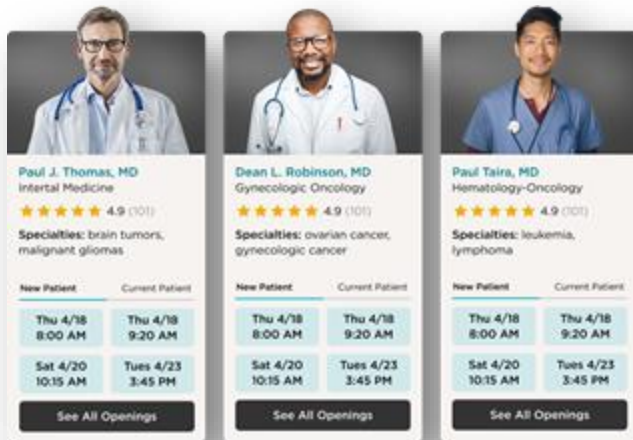 Paul J. Thomas, MD
Intertal Medicine
4.9 (101)
Specialties: brain tumors,
malignant gliomas
New Patient
Current Patient
Thu 4/18
8:00 AM
Thu 4/18
9:20 AM
Sat 4/20
10:15 AM
Tues 4/23
3:45 PM
See All Openings
Dean L. Robinson, MD
Gynecologic Oncology
4.9 (101)
Specialties: ovarian cancer,
gynecologic cancer
New Patient
Current Patient
Thu 4/18
8:00 AM
Thu 4/18
9:20 AM
Sat 4/20
10:15 AM
Tues 4/23
3:45 PM
See All Openings
Paul Taira, MD
Hematology-Oncology
4.9 (101)
Specialties: leukemia,
lymphoma
New Patient
Current Patient
Thu 4/18
8:00 AM
Thu 4/18
9:20 AM
Sat 4/20
10:15 AM
Tues 4/23
3:45 PM
See All Openings